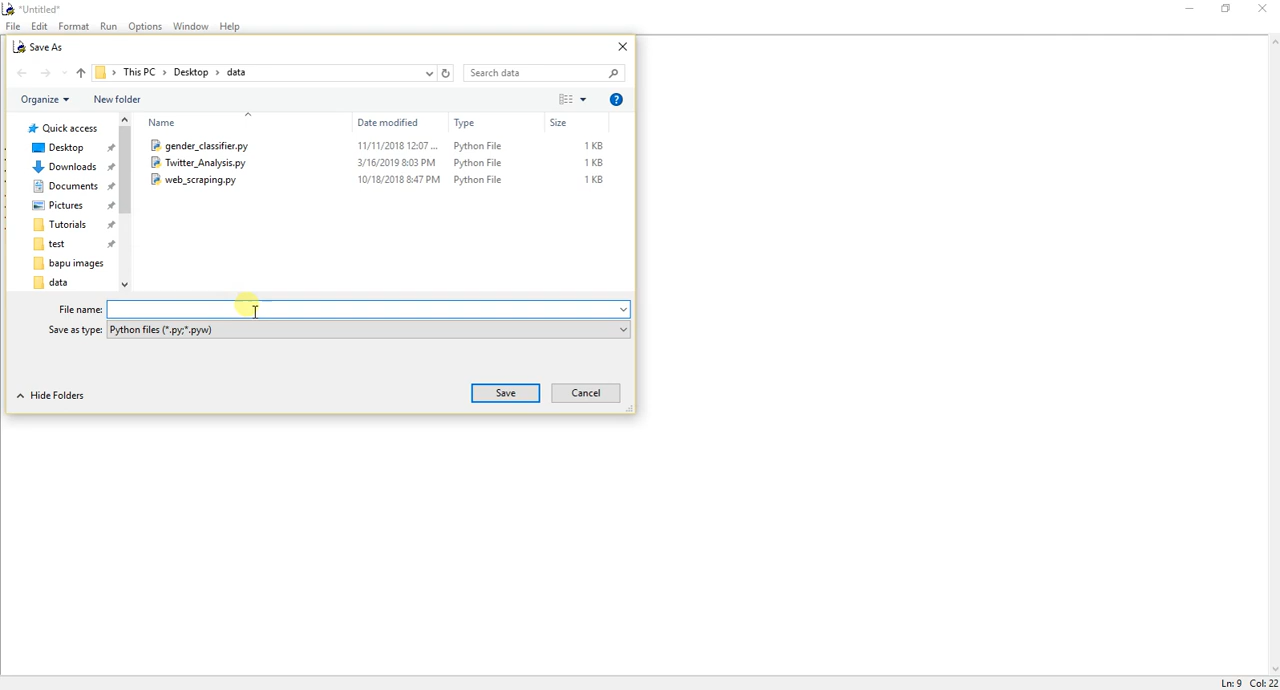 *Untitled*
File Edit Format Run Options Window Help
Save As
This PC > Desktop > data
Search data
Organize New folder
Name Date modified Type Size
gender_classifier.py 11/11/2018 12:07 ... Python File 1 KB
Twitter_Analysis.py 3/16/2019 8:03 PM Python File 1 KB
web_scraping.py 10/18/2018 8:47 PM Python File 1 KB
Quick access
Desktop
Downloads
Documents
Pictures
Tutorials
test
bapu images
data
File name:
Save as type: Python files (*.py;*.pyw)
Hide Folders
Save Cancel
Ln: 9 Col: 22